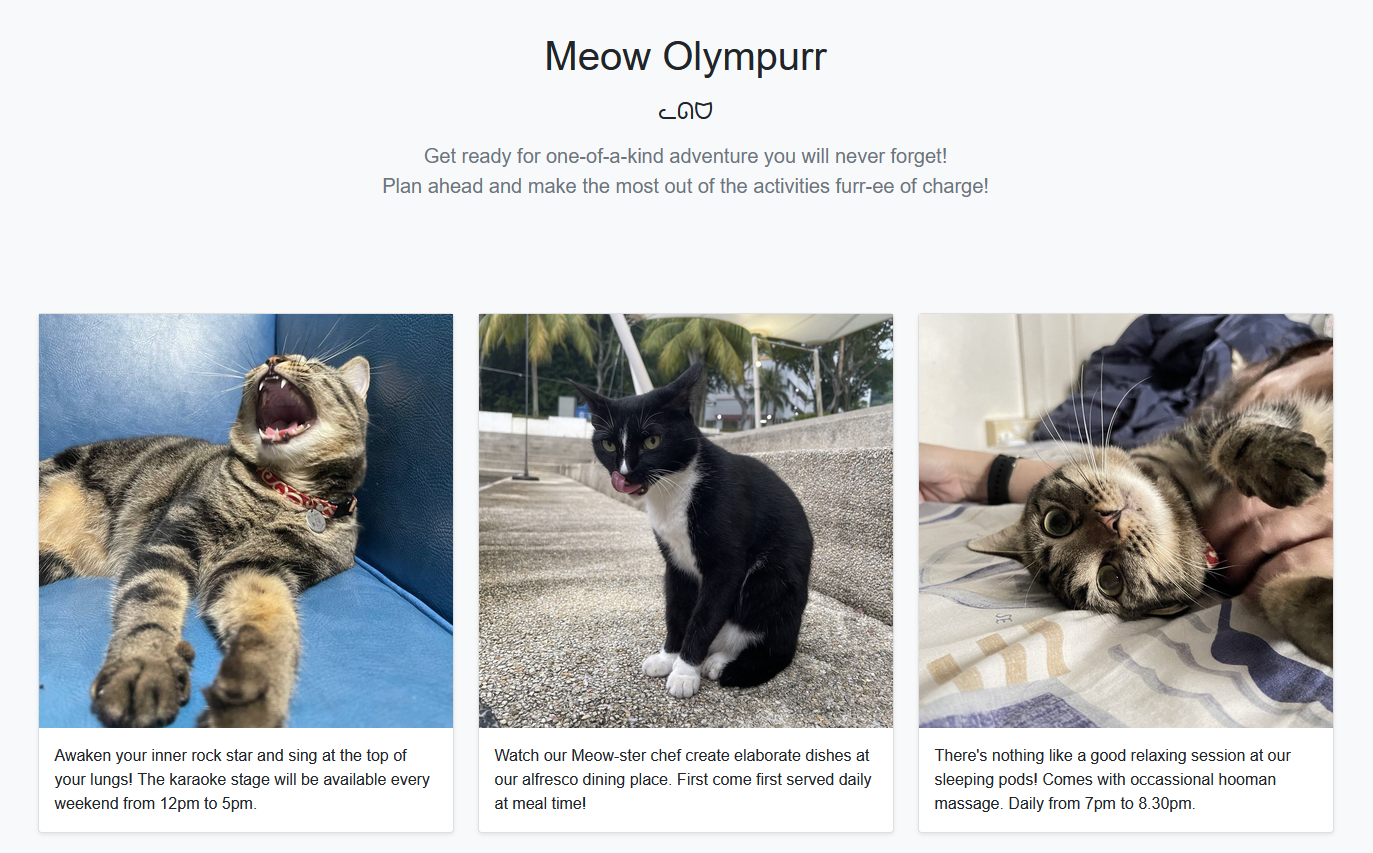 Meow Olympurr
ᓚᘏᗢ
Get ready for one-of-a-kind adventure you will never forget!
Plan ahead and make the most out of the activities furr-ee of charge!
Awaken your inner rock star and sing at the top of
your lungs! The karaoke stage will be available every
weekend from 12pm to 5pm.
Watch our Meow-ster chef create elaborate dishes at
our alfresco dining place. First come first served daily
at meal time!
There's nothing like a good relaxing session at our
sleeping pods! Comes with occassional hooman
massage. Daily from 7pm to 8.30pm.